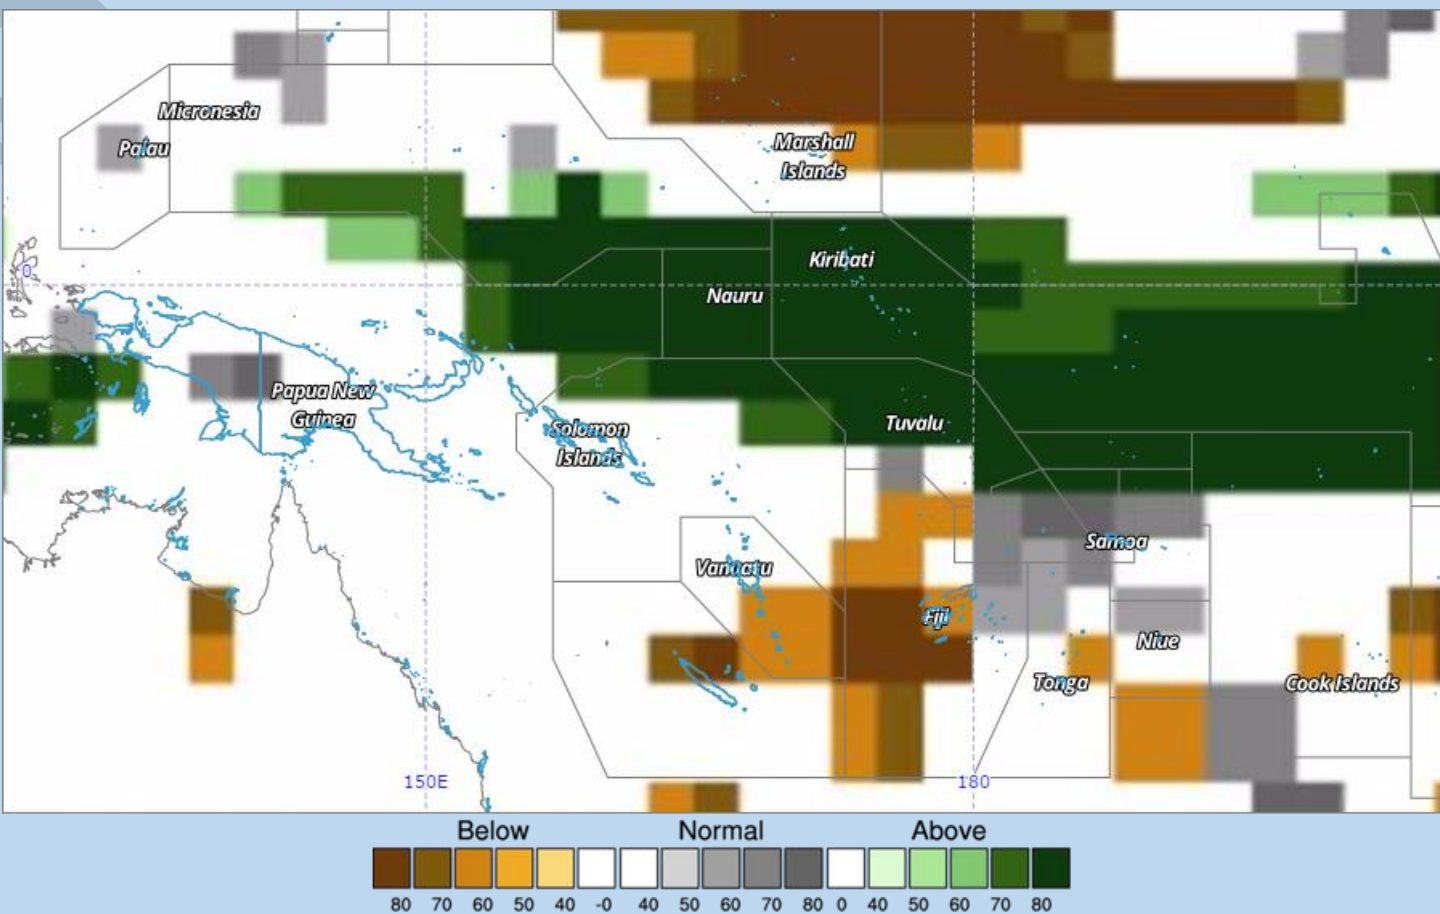 Micronesia
Palau
Marshall
Islands
Kiribati
0
Nauru
Papua New
Guinea
Solomon
Islands
Tuvalu
Samoa
Vanuatu
Fiji
Niue
Tonga
Cook Islands
150E
180
Below Normal Above
80 70 60 50 40 -0 40 50 60 70 80 0 40 50 60 70 80